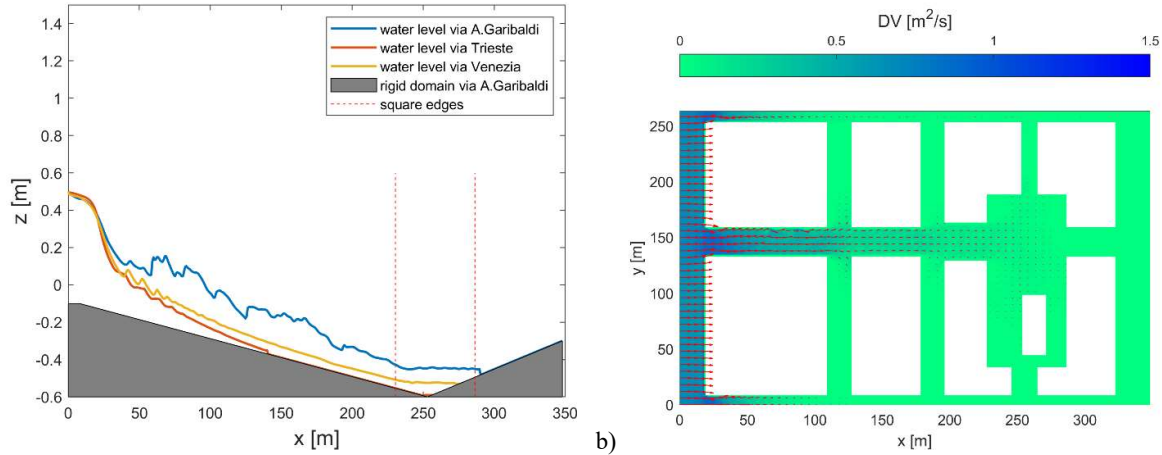 1.4
1.2
1
0.8
0.6
0.4
0.2
0
-0.2
-0.4
-0.6
z [m]
water level via A.Garibaldi
water level via Trieste
water level via Venezia
rigid domain via A.Garibaldi
square edges
0 50 100 150 200 250 300 350
x [m]
b)
DV [m²/s]
0 0.5 1 1.5
250
200
150
100
50
0
y [m]
0 50 100 150 200 250 300
x [m]